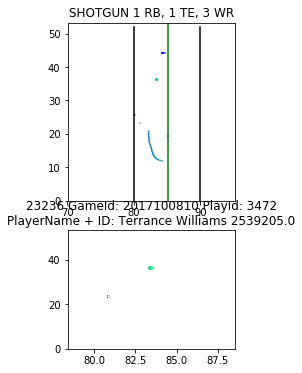 SHOTGUN 1 RB, 1 TE, 3 WR
50
40
30
20
10
0
70 80 90
23236 GameId: 2017100810 PlayId: 3472
PlayerName + ID: Terrance Williams 2539205.0
40
20
0
80.0 82.5 85.0 87.5